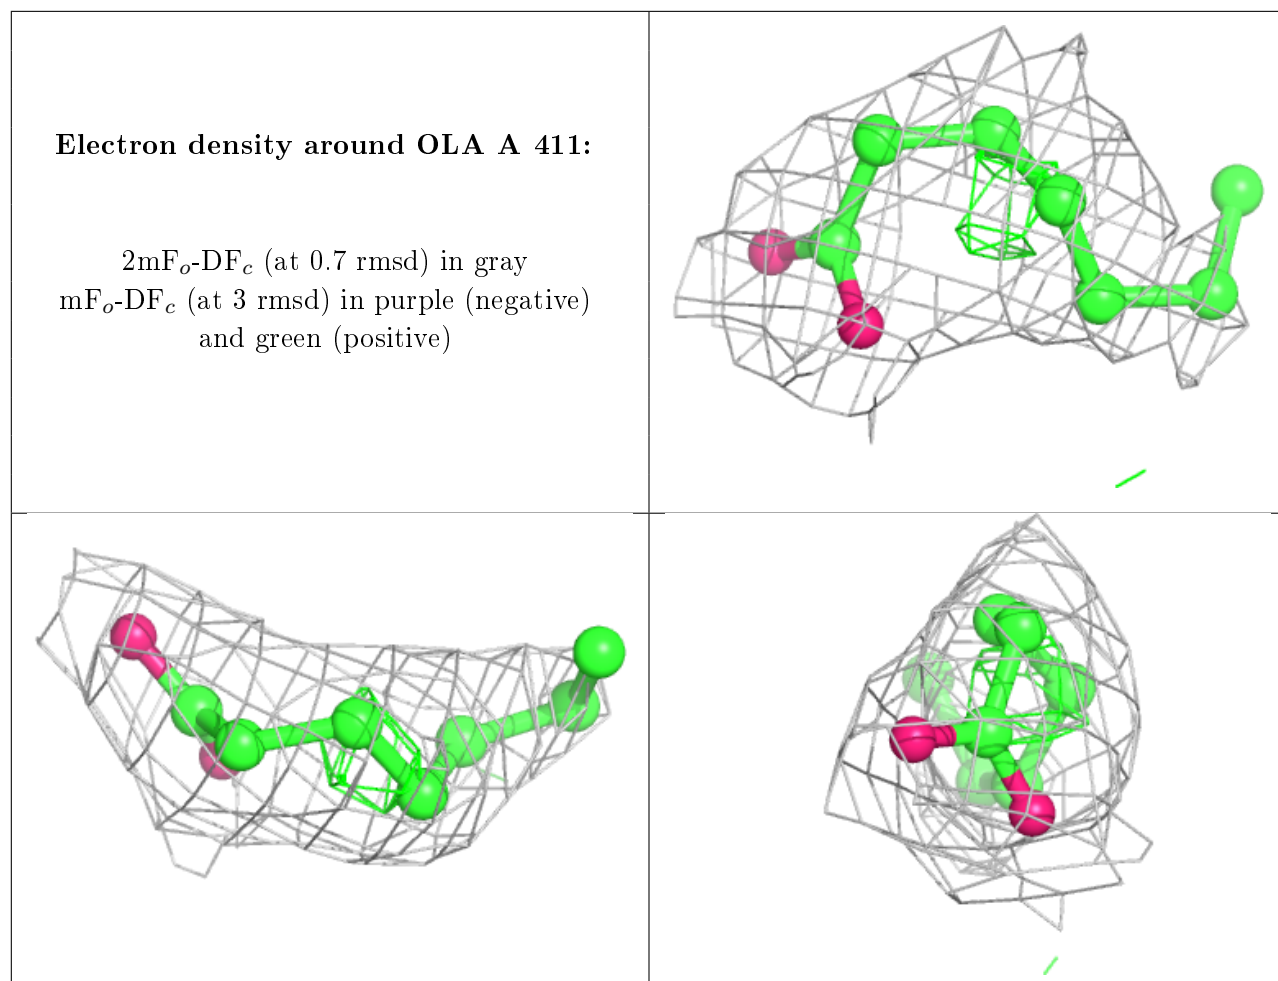 Electron density around OLA A 411:
2mFo-DFc (at 0.7 rmsd) in gray
mFo-DFc (at 3 rmsd) in purple (negative)
and green (positive)